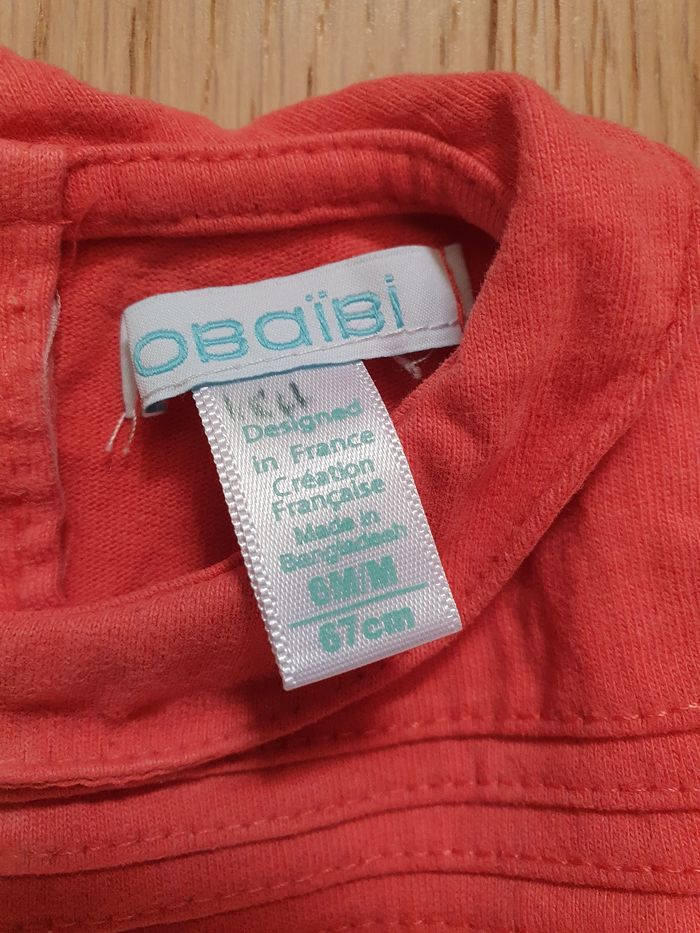 OBaïBi
Designed
in France
Création
Française
Made in
Bangladesh
6M/M
67cm